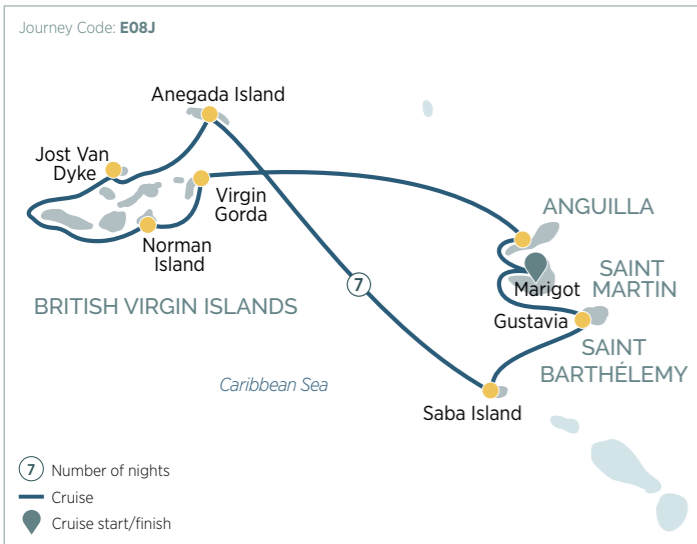 Journey Code: E08J
Anegada Island
Jost Van
Dyke
Virgin
Gorda
Norman
Island
BRITISH VIRGIN ISLANDS
ANGUILLA
SAINT
MARTIN
Marigot
Gustavia
SAINT
BARTHÉLEMY
7
Caribbean Sea
Saba Island
7 Number of nights
Cruise
Cruise start/finish